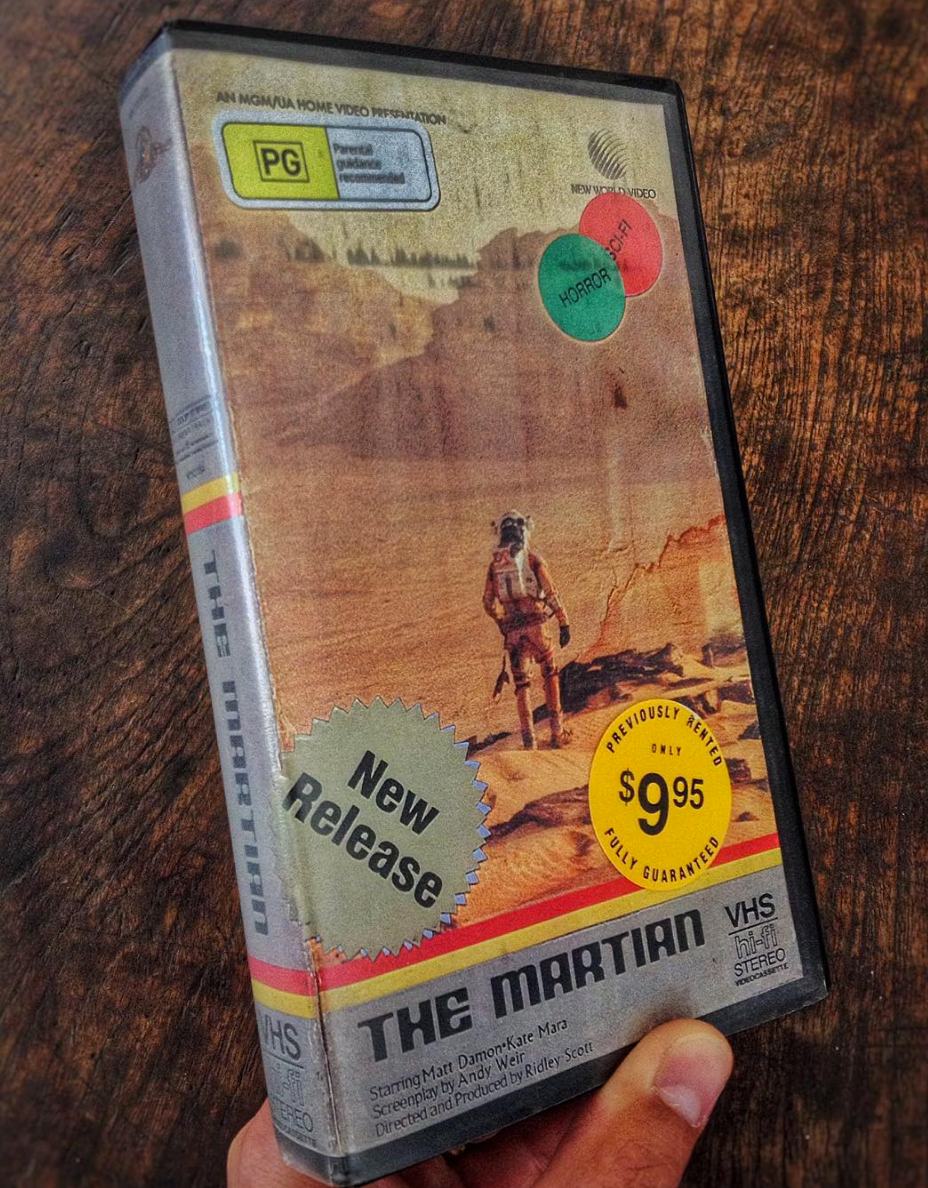 AN MGM/UA HOME VIDEO PRESENTATION
PG
Parental
guidance
recommended
NEW WORLD VIDEO
SCI-FI
HORROR
New
Release
PREVIOUSLY RENTED
ONLY
$9.95
FULLY GUARANTEED
THE MARTIAN
Starring Matt Damon•Kate Mara
Screenplay by Andy Weir
Directed and Produced by Ridley Scott
VHS
hi-fi
STEREO
VIDEOCASSETTE
THE MARTIAN
VHS
hi-fi
STEREO